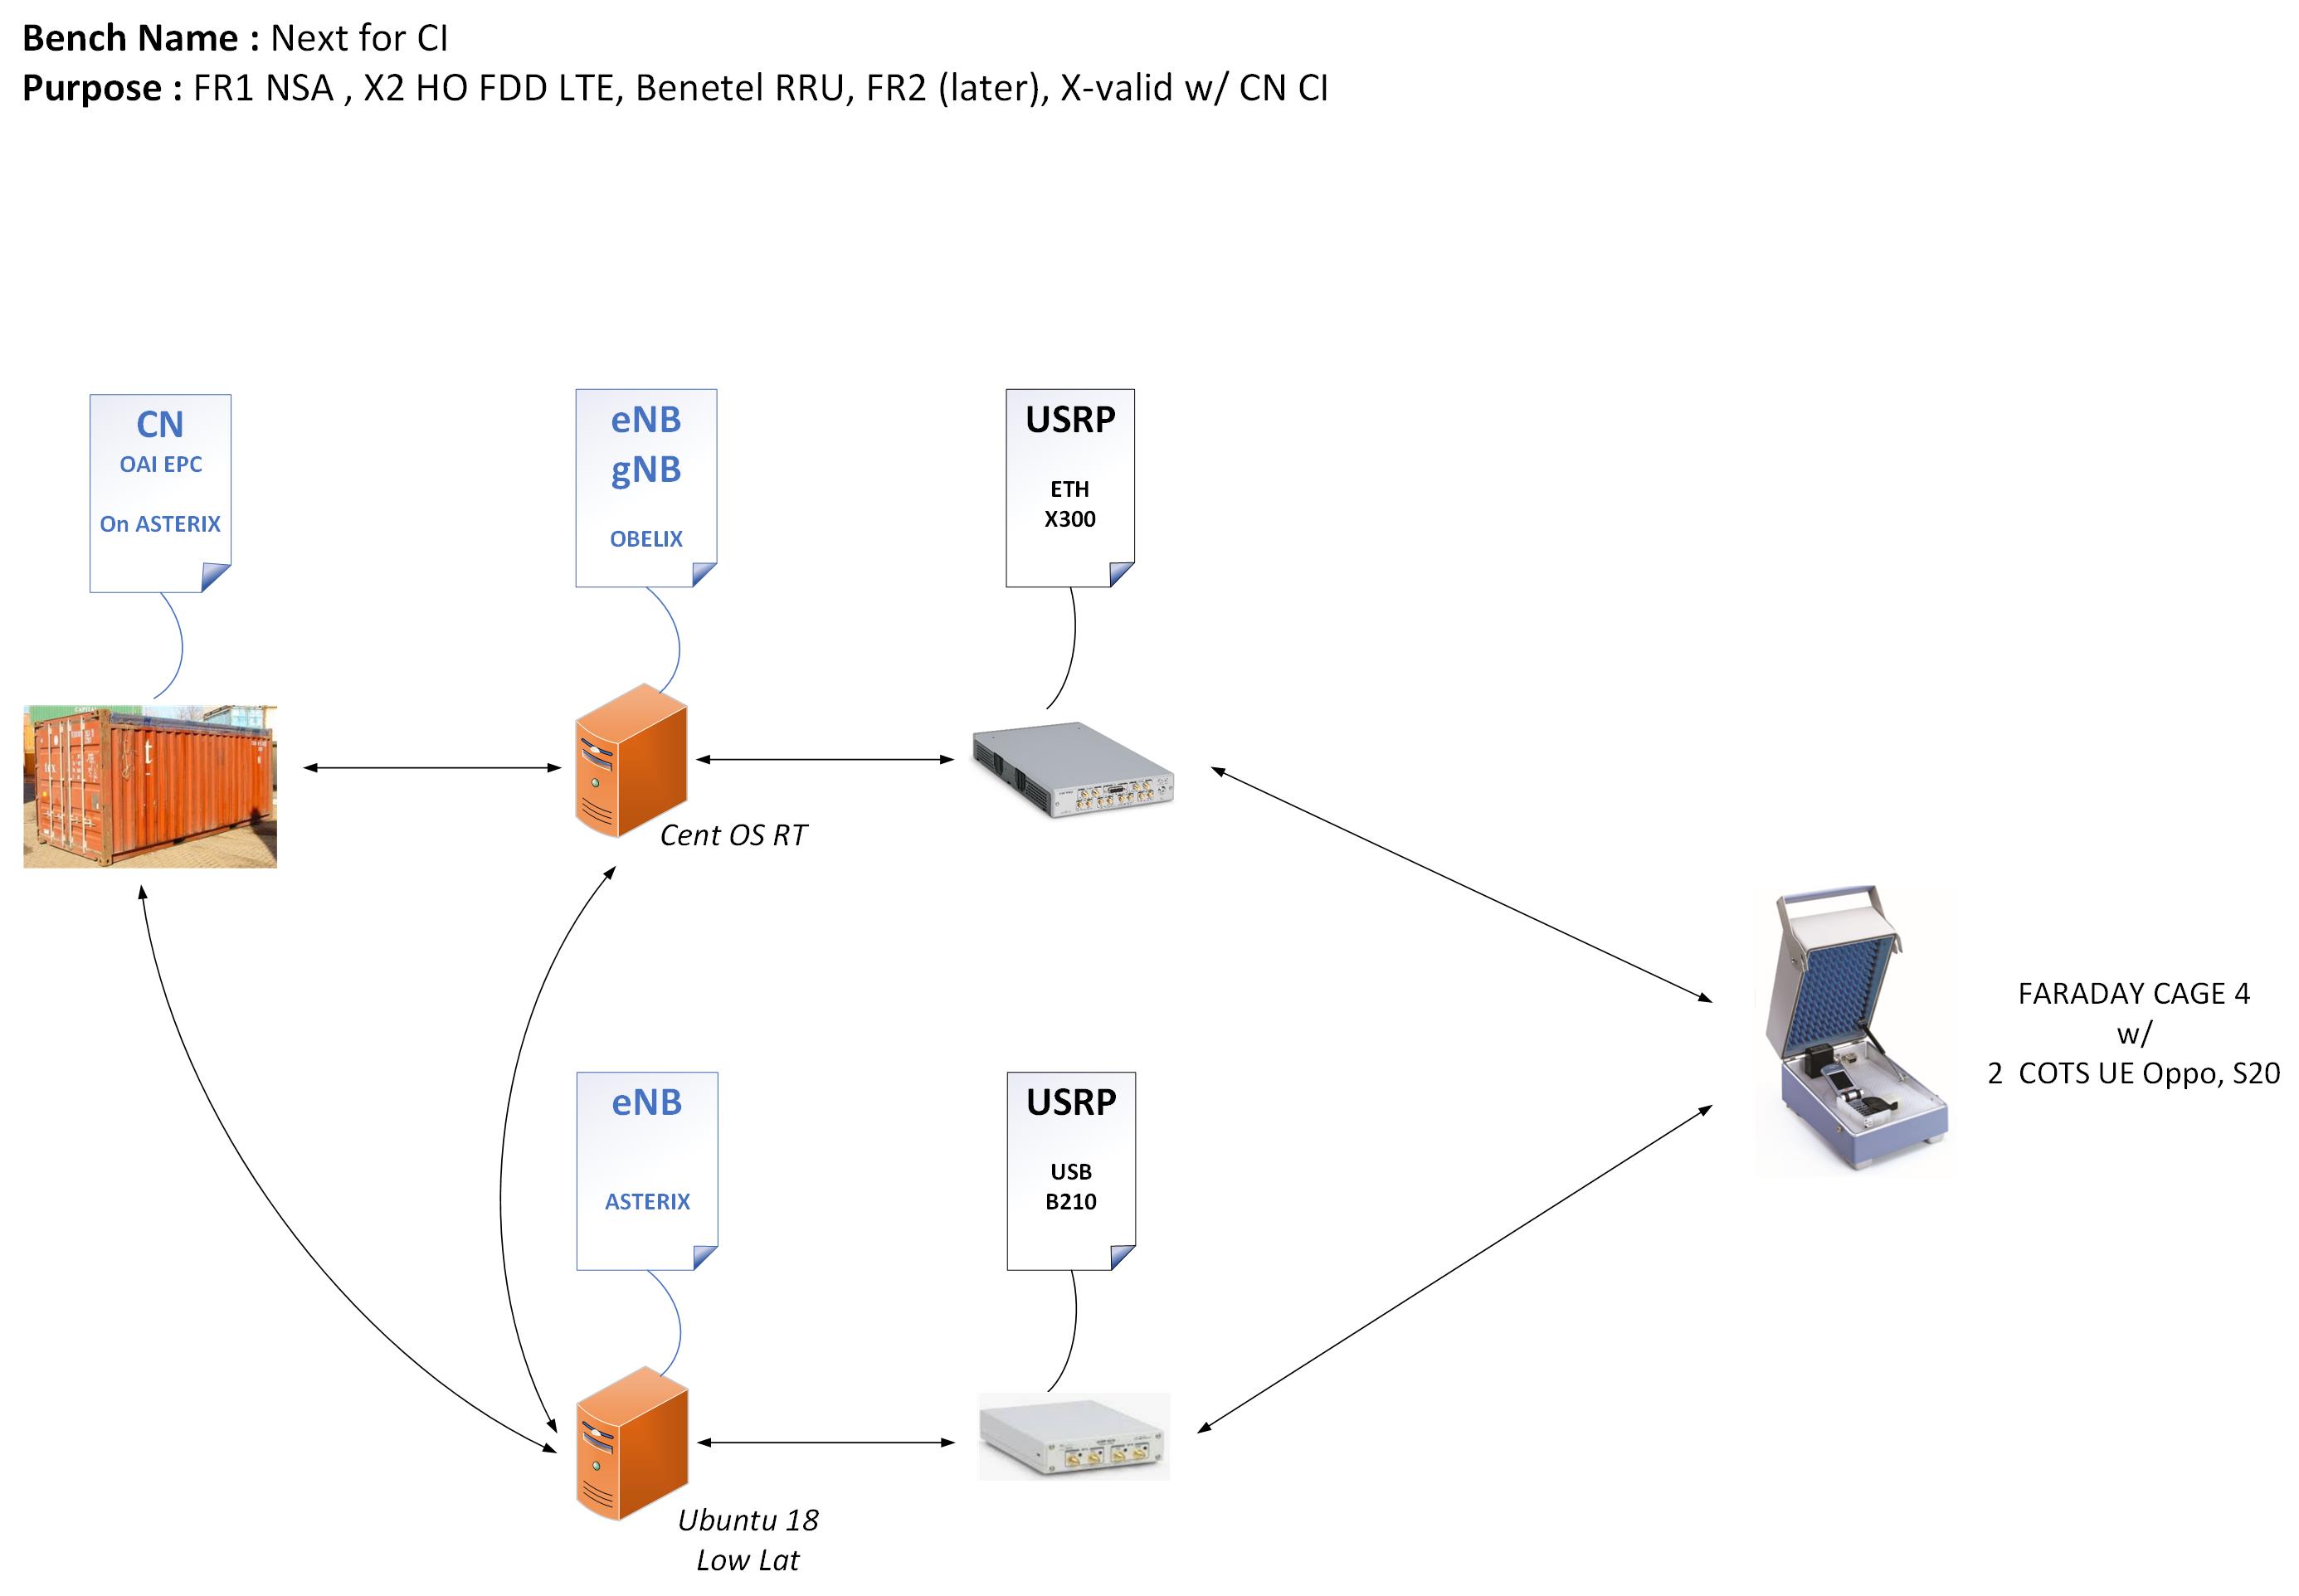 Bench Name : Next for CI
Purpose : FR1 NSA , X2 HO FDD LTE, Benetel RRU, FR2 (later), X-valid w/ CN CI
CN
OAI EPC
On ASTERIX
eNB
gNB
OBELIX
USRP
ETH
X300
Cent OS RT
FARADAY CAGE 4
w/
2 COTS UE Oppo, S20
eNB
ASTERIX
USRP
USB
B210
Ubuntu 18
Low Lat